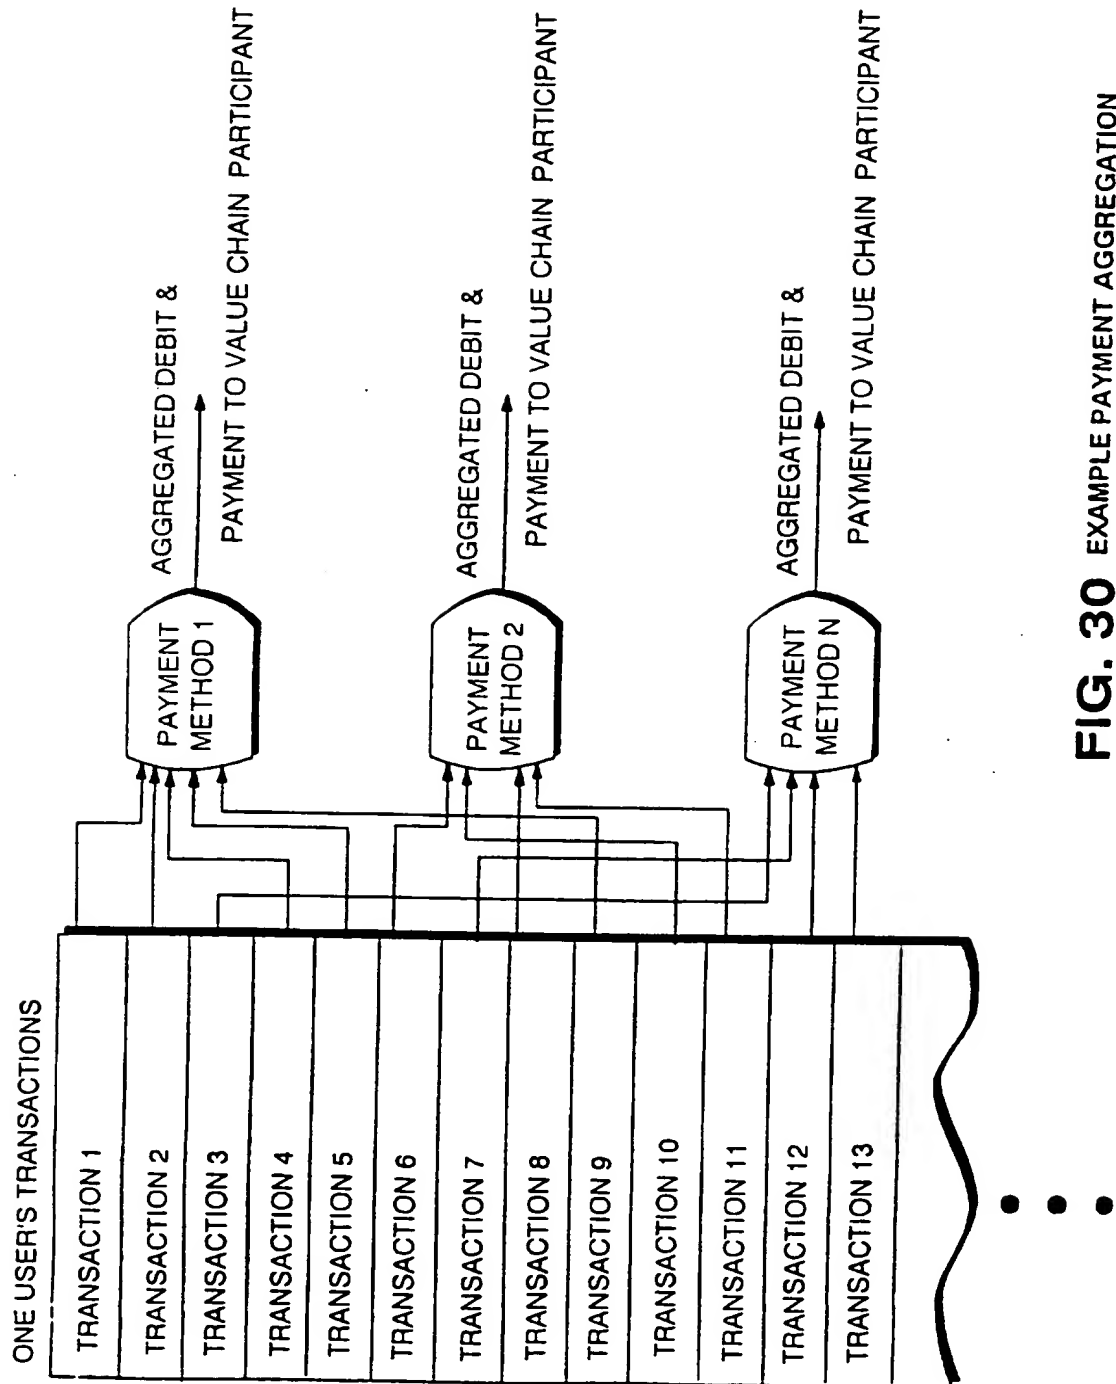 ONE USER'S TRANSACTIONS
TRANSACTION 1
TRANSACTION 2
TRANSACTION 3
TRANSACTION 4
TRANSACTION 5
TRANSACTION 6
TRANSACTION 7
TRANSACTION 8
TRANSACTION 9
TRANSACTION 10
TRANSACTION 11
TRANSACTION 12
TRANSACTION 13
PAYMENT
METHOD 1
AGGREGATED DEBIT &
PAYMENT TO VALUE CHAIN PARTICIPANT
PAYMENT
METHOD 2
AGGREGATED DEBIT &
PAYMENT TO VALUE CHAIN PARTICIPANT
PAYMENT
METHOD N
AGGREGATED DEBIT &
PAYMENT TO VALUE CHAIN PARTICIPANT
FIG. 30 EXAMPLE PAYMENT AGGREGATION